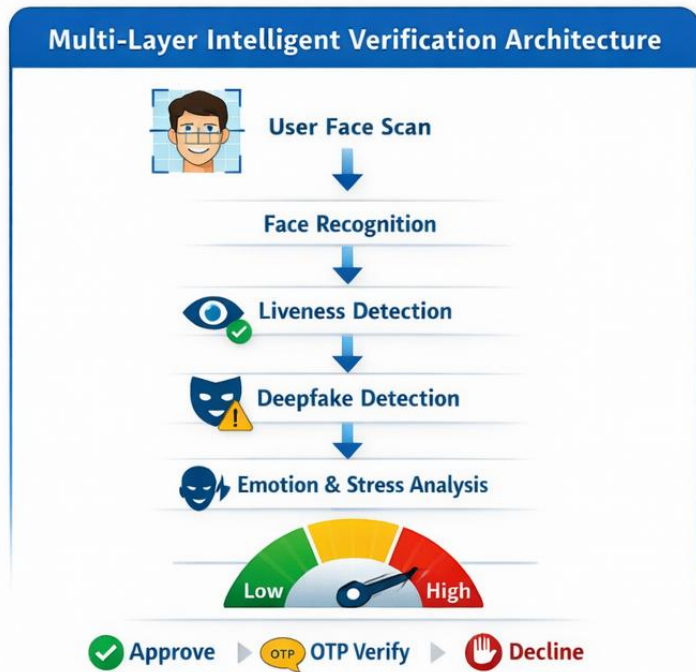 Multi-Layer Intelligent Verification Architecture
User Face Scan
Face Recognition
Liveness Detection
Deepfake Detection
!
Emotion & Stress Analysis
Low High
Approve OTP OTP Verify Decline